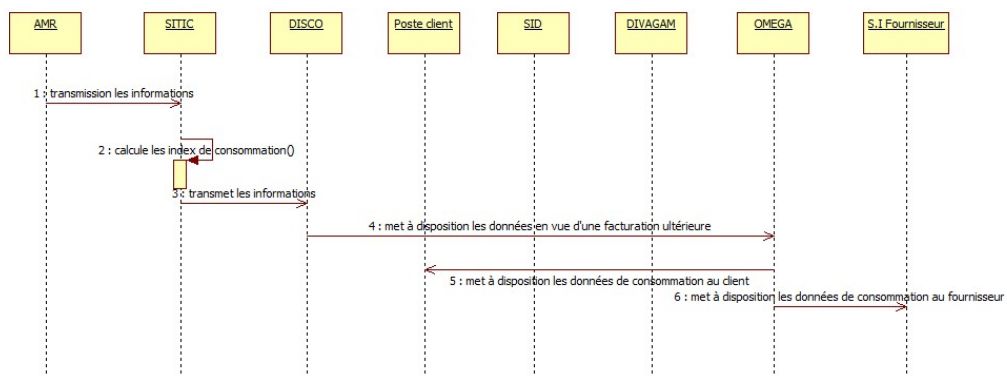 AMR
SITIC
DISCO
Poste client
SID
DIVAGAM
OMEGA
S.I Fournisseur
1 : transmission les informations
2 : calcule les index de consommation()
3 : transmet les informations
4 : met à disposition les données en vue d'une facturation ultérieure
5 : met à disposition les données de consommation au client
6 : met à disposition les données de consommation au fournisseur